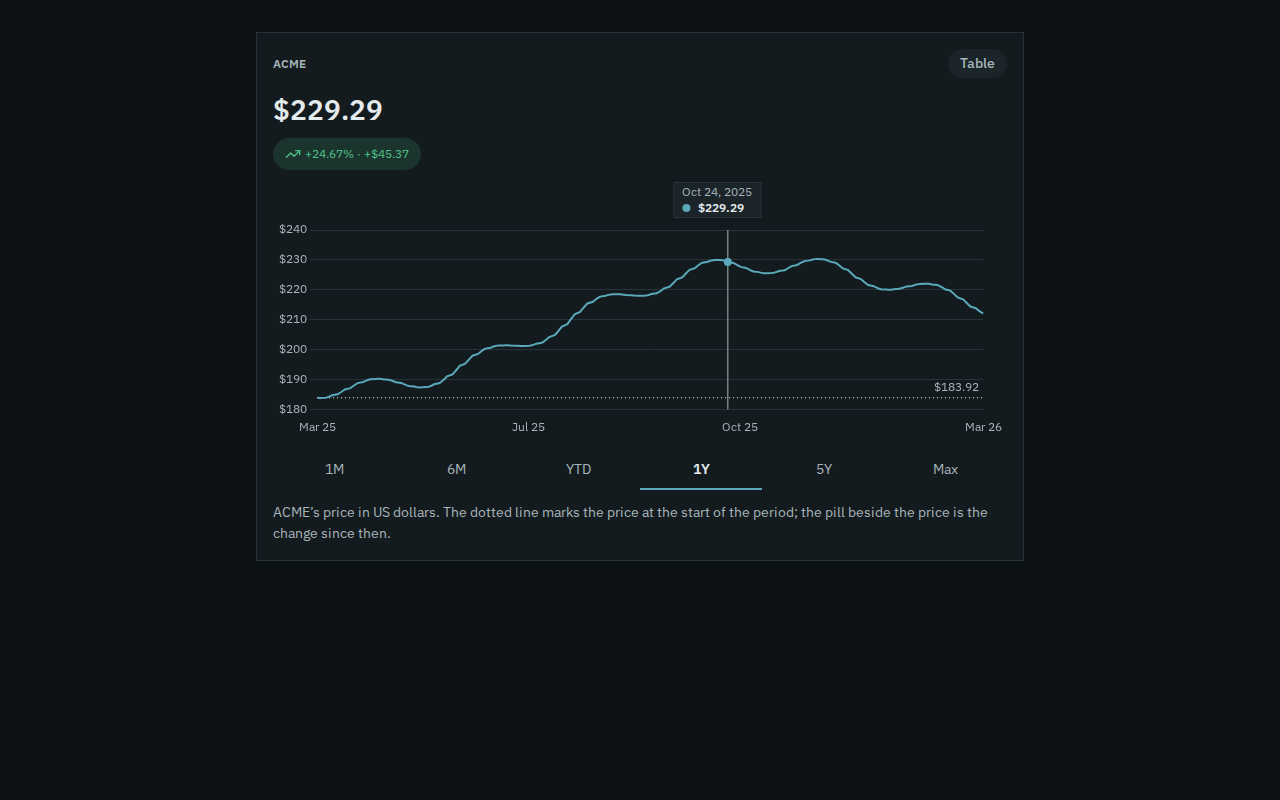 ACME
Table
$229.29
+24.67% · +$45.37
Oct 24, 2025
$229.29
$240
$230
$220
$210
$200
$190
$183.92
$180
Mar 25
Jul 25
Oct 25
Mar 26
1M
6M
YTD
1Y
5Y
Max
ACME’s price in US dollars. The dotted line marks the price at the start of the period; the pill beside the price is the
change since then.